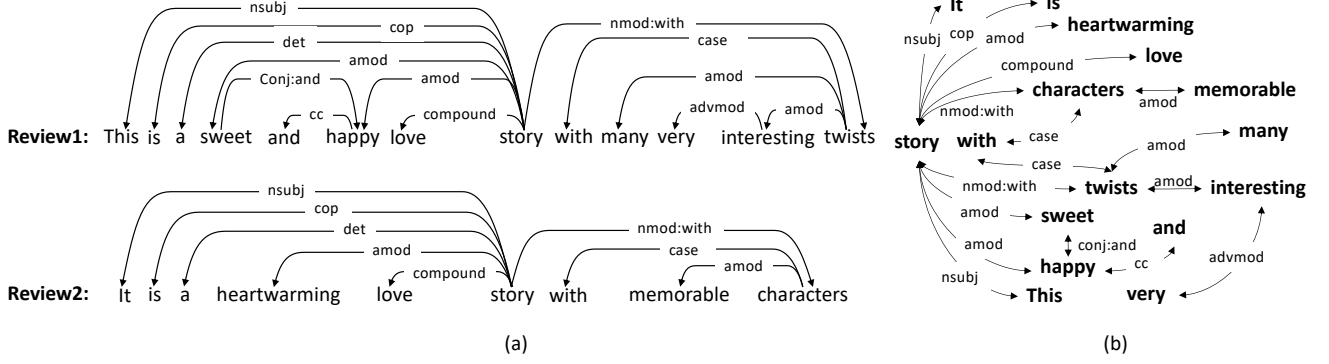 nsubj
cop
det
amod
Conj:and
amod
cc
compound
nmod:with
case
amod
advmod
amod
Review1: This is a sweet and happy love story with many very interesting twists
nsubj
cop
det
amod
compound
nmod:with
case
amod
Review2: It is a heartwarming love story with memorable characters
(a)
It
is
nsubj
cop
amod
heartwarming
compound
love
characters
amod
memorable
nmod:with
story
with
case
many
amod
case
nmod:with
twists
amod
interesting
amod
sweet
and
conj:and
amod
happy
cc
advmod
nsubj
This
very
(b)